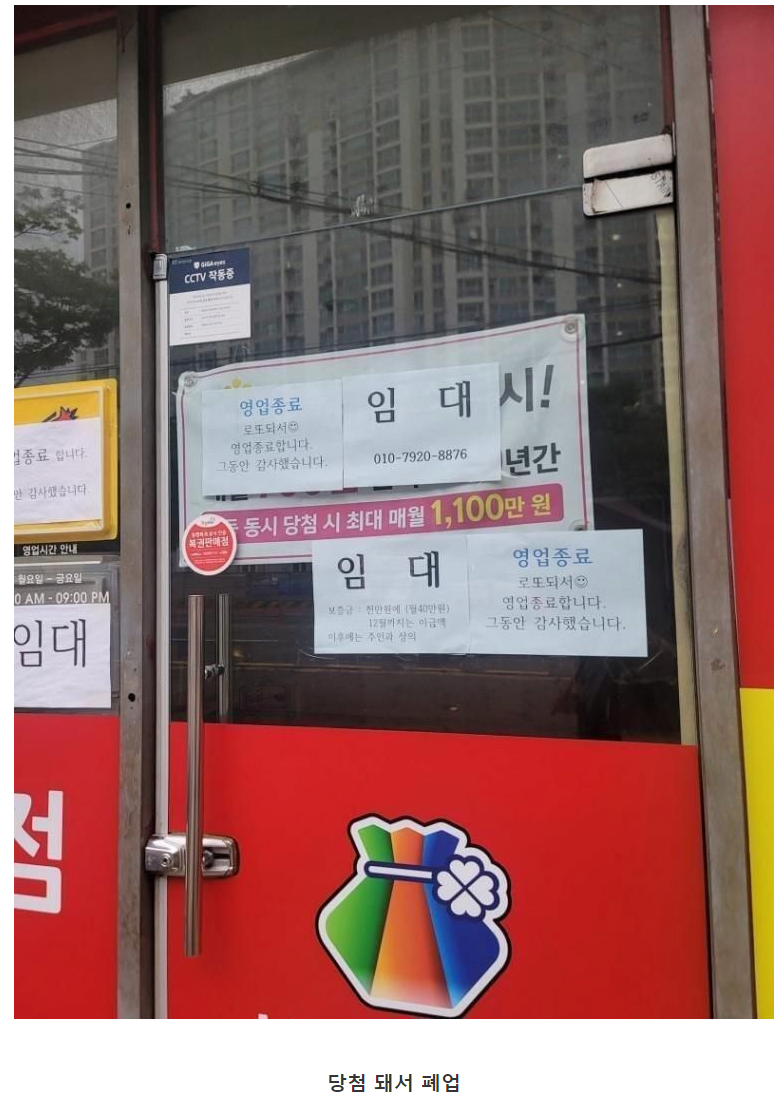 GiGAeyes
CCTV 작동중
영업종료
로또되서☺
영업종료합니다.
그동안 감사했습니다.
임 대
010-7920-8876
시!
년간
동시 당첨 시 최대 매월 1,100만 원
복권판매점
임 대
보증금 : 천만원에 (월40만원)
12월까지는 이금액
이후에는 주인과 상의
영업종료
로또되서☺
영업종료합니다.
그동안 감사했습니다.
업종료 합니다.
안 감사했습니다.
영업시간 안내
월요일 – 금요일
0 AM - 09:00 PM
임대
점
당첨 돼서 폐업